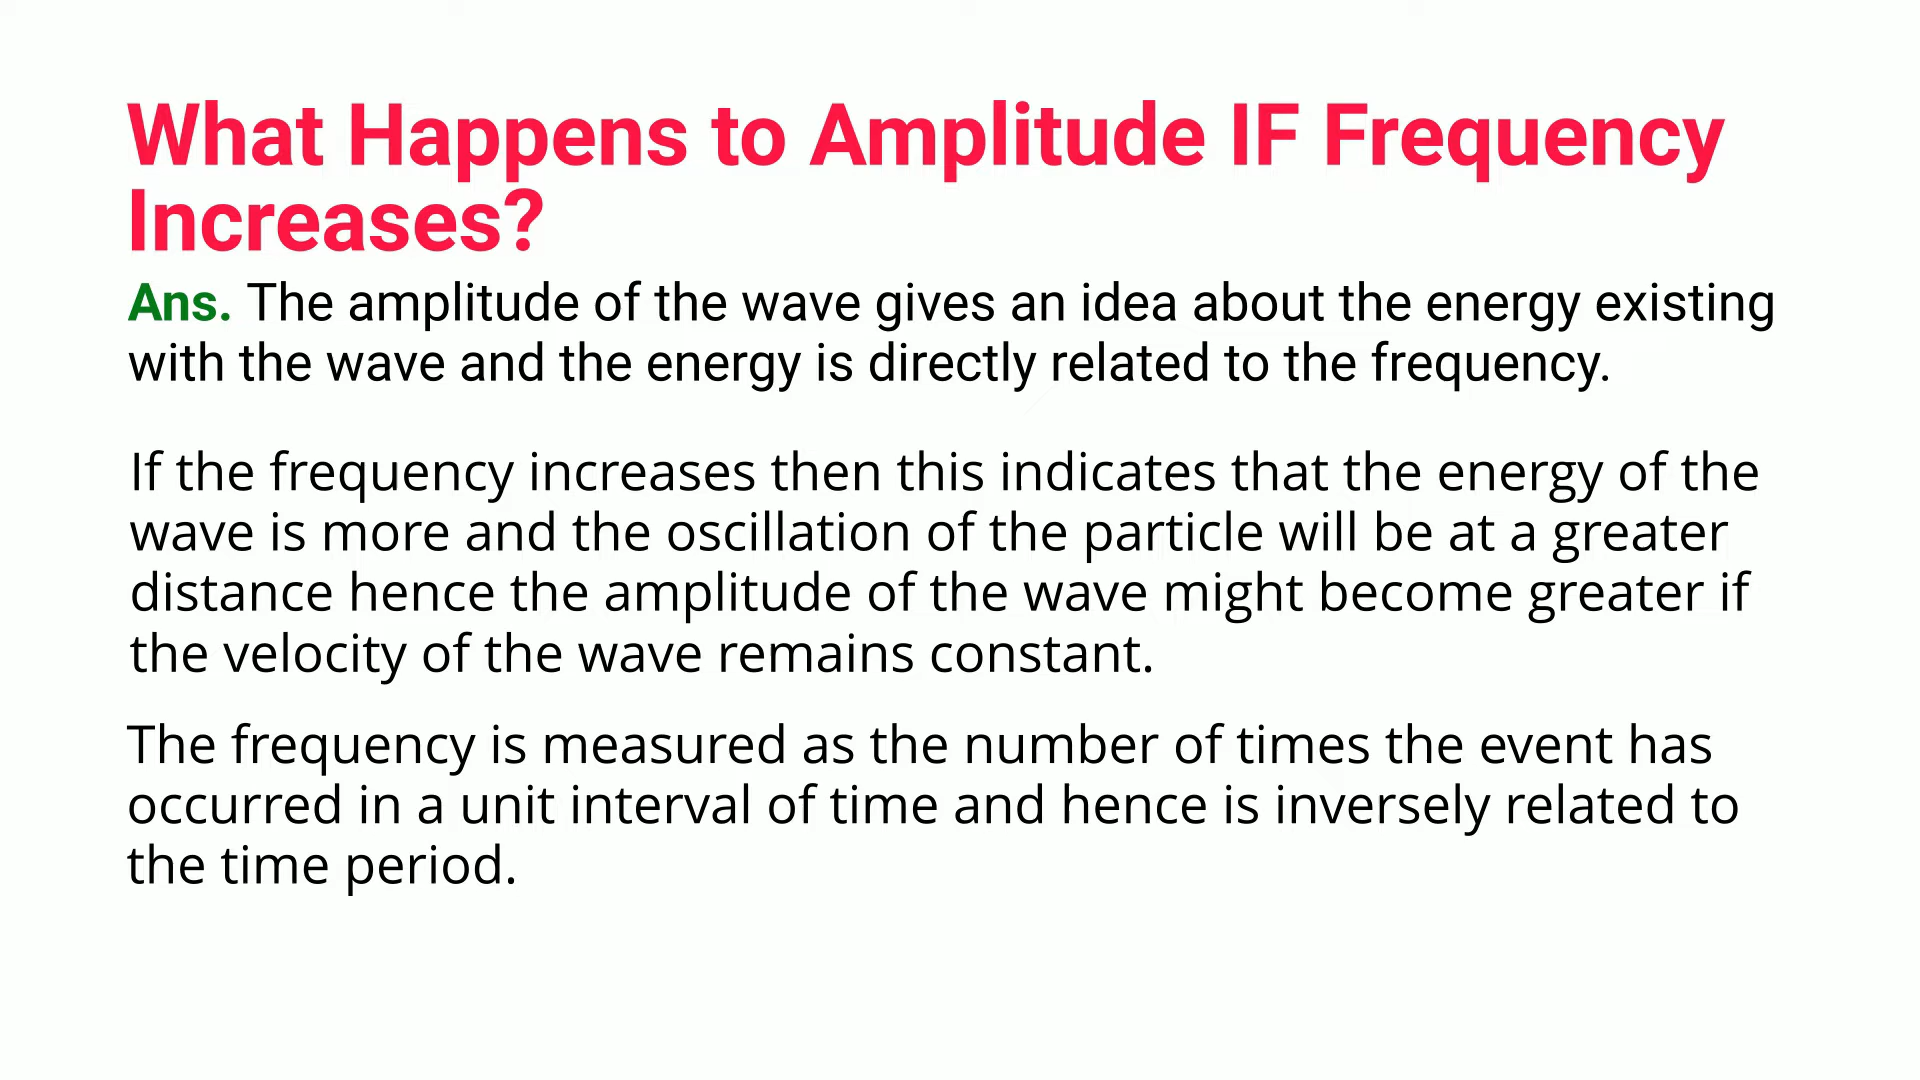 What Happens to Amplitude IF Frequency
Increases?
Ans. The amplitude of the wave gives an idea about the energy existing
with the wave and the energy is directly related to the frequency.
If the frequency increases then this indicates that the energy of the
wave is more and the oscillation of the particle will be at a greater
distance hence the amplitude of the wave might become greater if
the velocity of the wave remains constant.
The frequency is measured as the number of times the event has
occurred in a unit interval of time and hence is inversely related to
the time period.